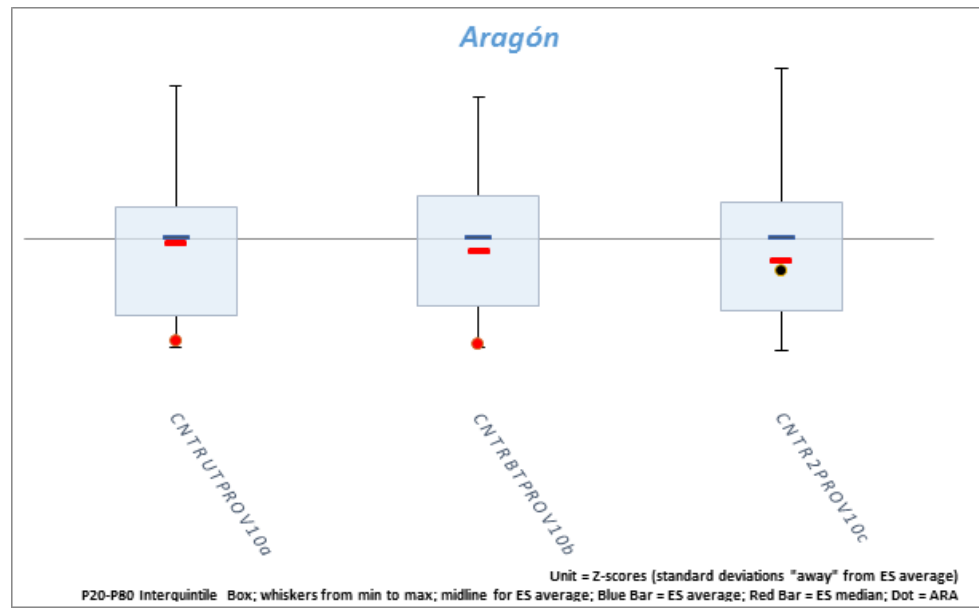 Aragón
CNTRUTPROV10a
CNTRBTPROV10b
CNTR2PROV10c
Unit = Z-scores (standard deviations "away" from ES average)
P20-P80 Interquintile Box; whiskers from min to max; midline for ES average; Blue Bar = ES average; Red Bar = ES median; Dot = ARA